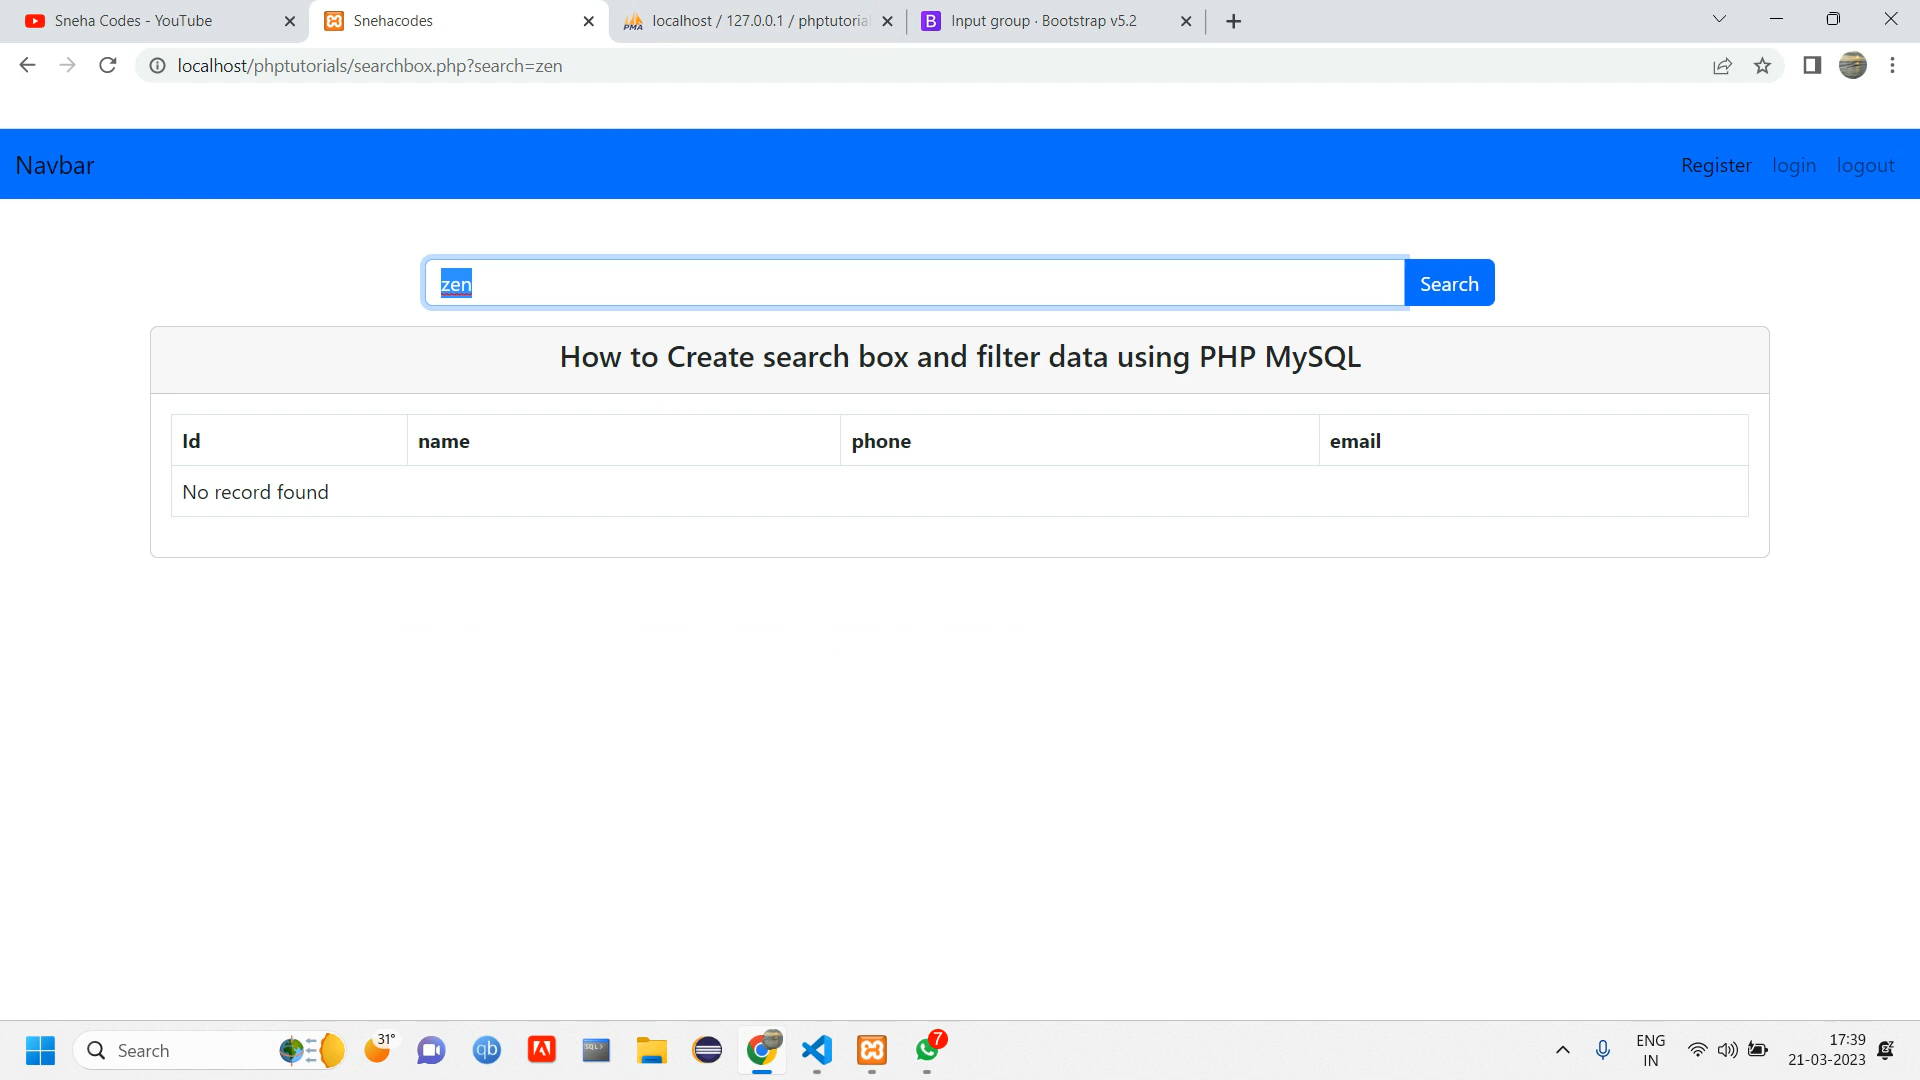 Sneha Codes - YouTube
Snehacodes
localhost / 127.0.0.1 / phptutorial
Input group · Bootstrap v5.2
localhost/phptutorials/searchbox.php?search=zen
Navbar
Register login logout
zen
Search
How to Create search box and filter data using PHP MySQL
Id name phone email
No record found
Search
31°
7
ENG
IN
17:39
21-03-2023